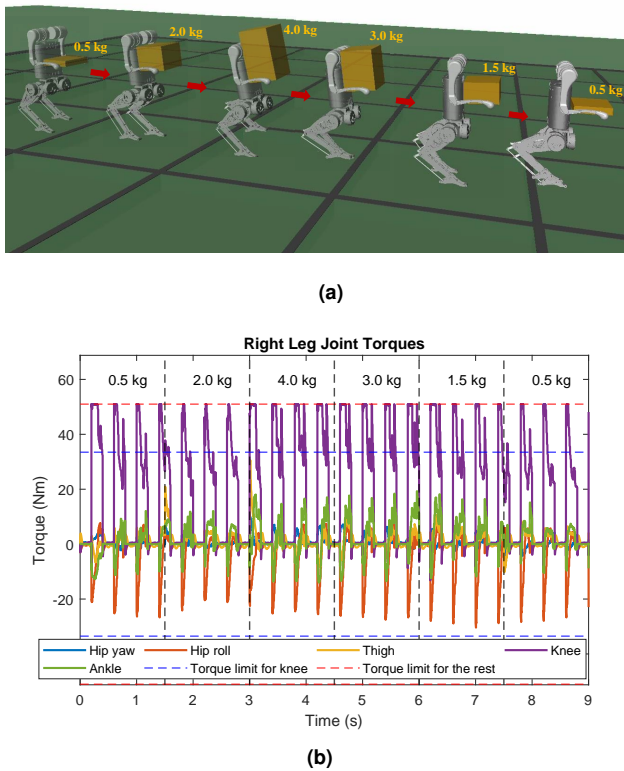 0.5 kg
2.0 kg
4.0 kg
3.0 kg
1.5 kg
0.5 kg
(a)
Right Leg Joint Torques
0.5 kg 2.0 kg 4.0 kg 3.0 kg 1.5 kg 0.5 kg
60
40
20
0
-20
Torque (Nm)
Hip yaw Hip roll Thigh Knee
Ankle Torque limit for knee Torque limit for the rest
0 1 2 3 4 5 6 7 8 9
Time (s)
(b)